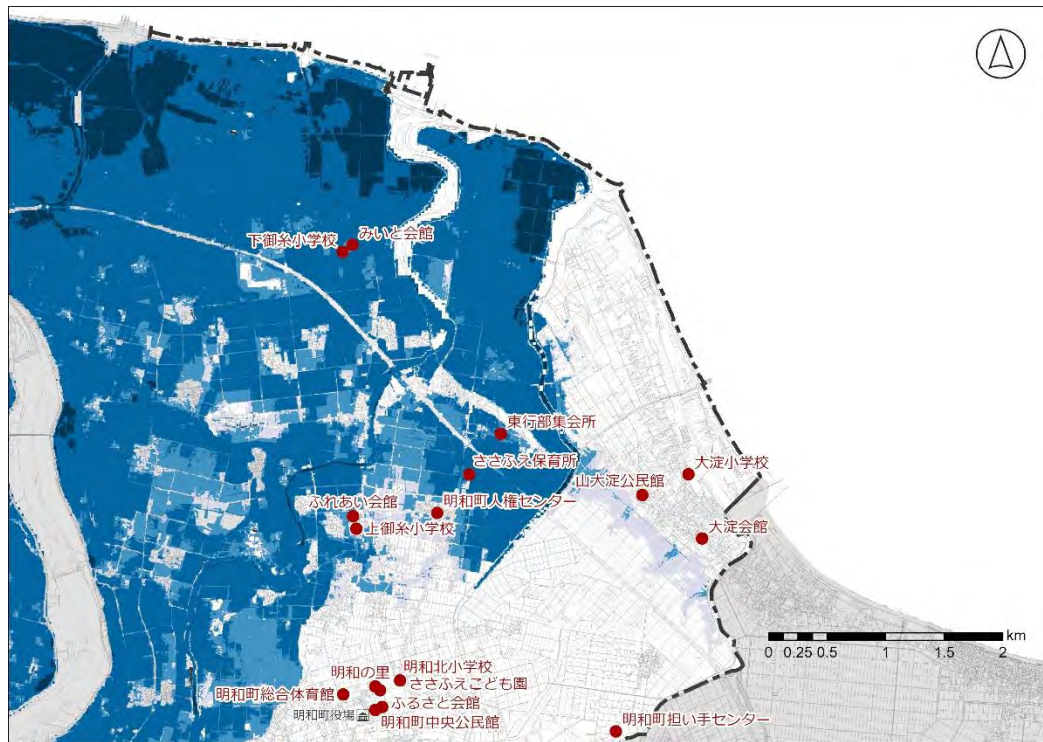 みいと会館
下御糸小学校
東行部集会所
ささふえ保育所
大淀小学校
山大淀公民館
ふれあい会館
明和町人権センター
上御糸小学校
大淀会館
km
0 0.25 0.5 1 1.5 2
明和の里
明和北小学校
ささふえこども園
明和町総合体育館
ふるさと会館
明和町役場
明和町中央公民館
明和町担い手センター